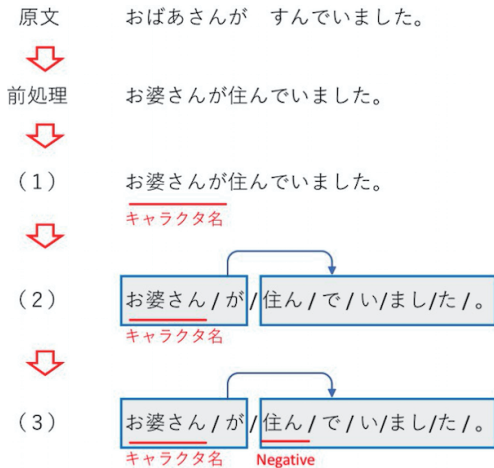 原文 おばあさんが　すんでいました。
前処理 お婆さんが住んでいました。
（1） お婆さんが住んでいました。
キャラクタ名
（2） お婆さん/が/住ん/で/い/まし/た/。
キャラクタ名
（3） お婆さん/が/住ん/で/い/まし/た/。
キャラクタ名 Negative